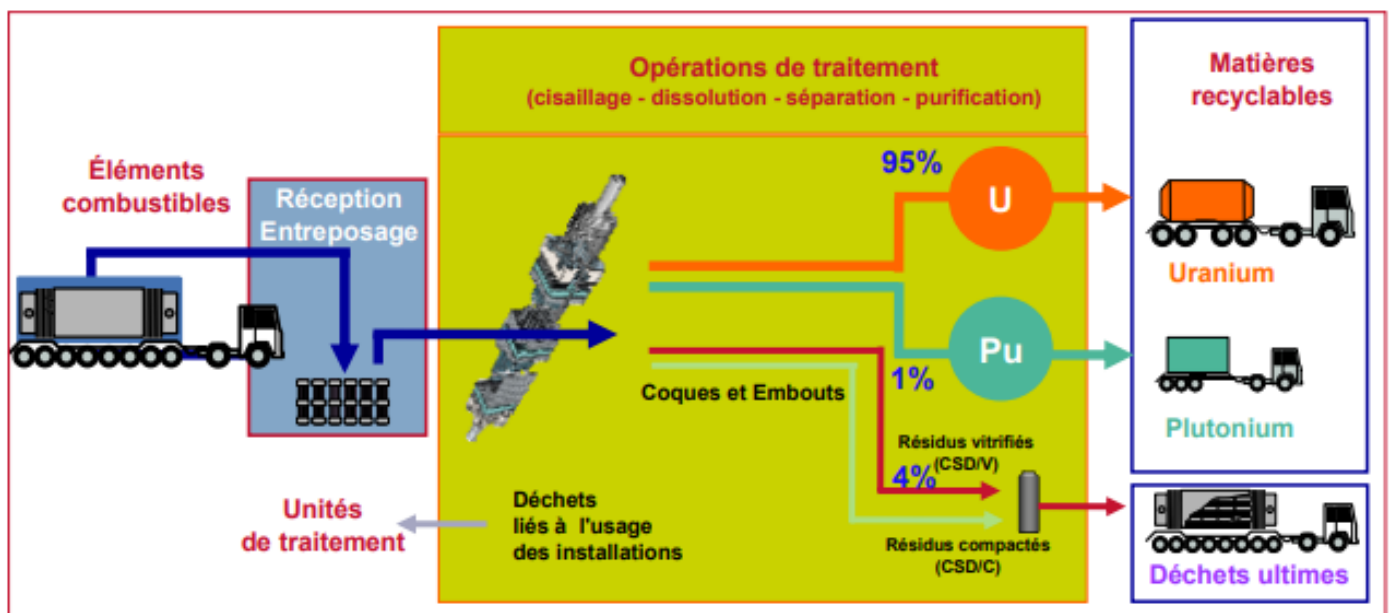 Opérations de traitement
(cisaillage - dissolution - séparation - purification)
Matières
recyclables
Éléments
combustibles
Réception
Entreposage
95%
U
Uranium
Pu
1%
Coques et Embouts
Plutonium
Résidus vitrifiés
(CSD/V)
4%
Unités
de traitement
Déchets
liés à l'usage
des installations
Résidus compactés
(CSD/C)
Déchets ultimes